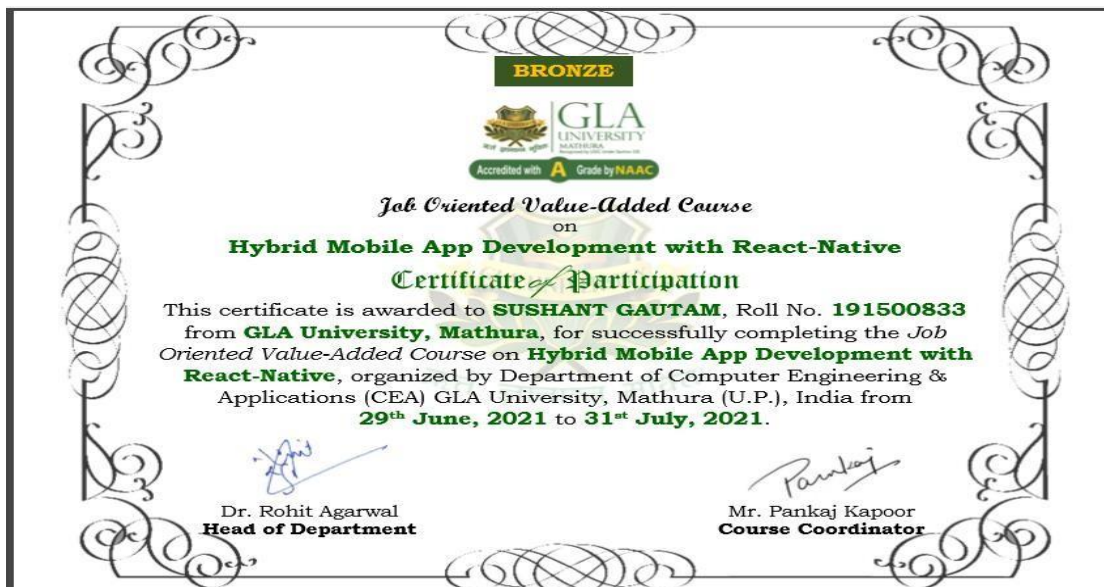 BRONZE
GLA
UNIVERSITY
MATHURA
Accredited with A Grade by NAAC
Job Oriented Value-Added Course
on
Hybrid Mobile App Development with React-Native
Certificate of Participation
This certificate is awarded to SUSHANT GAUTAM, Roll No. 191500833
from GLA University, Mathura, for successfully completing the Job
Oriented Value-Added Course on Hybrid Mobile App Development with
React-Native, organized by Department of Computer Engineering &
Applications (CEA) GLA University, Mathura (U.P.), India from
29th June, 2021 to 31st July, 2021.
Pankaj
Dr. Rohit Agarwal
Mr. Pankaj Kapoor
Head of Department
Course Coordinator